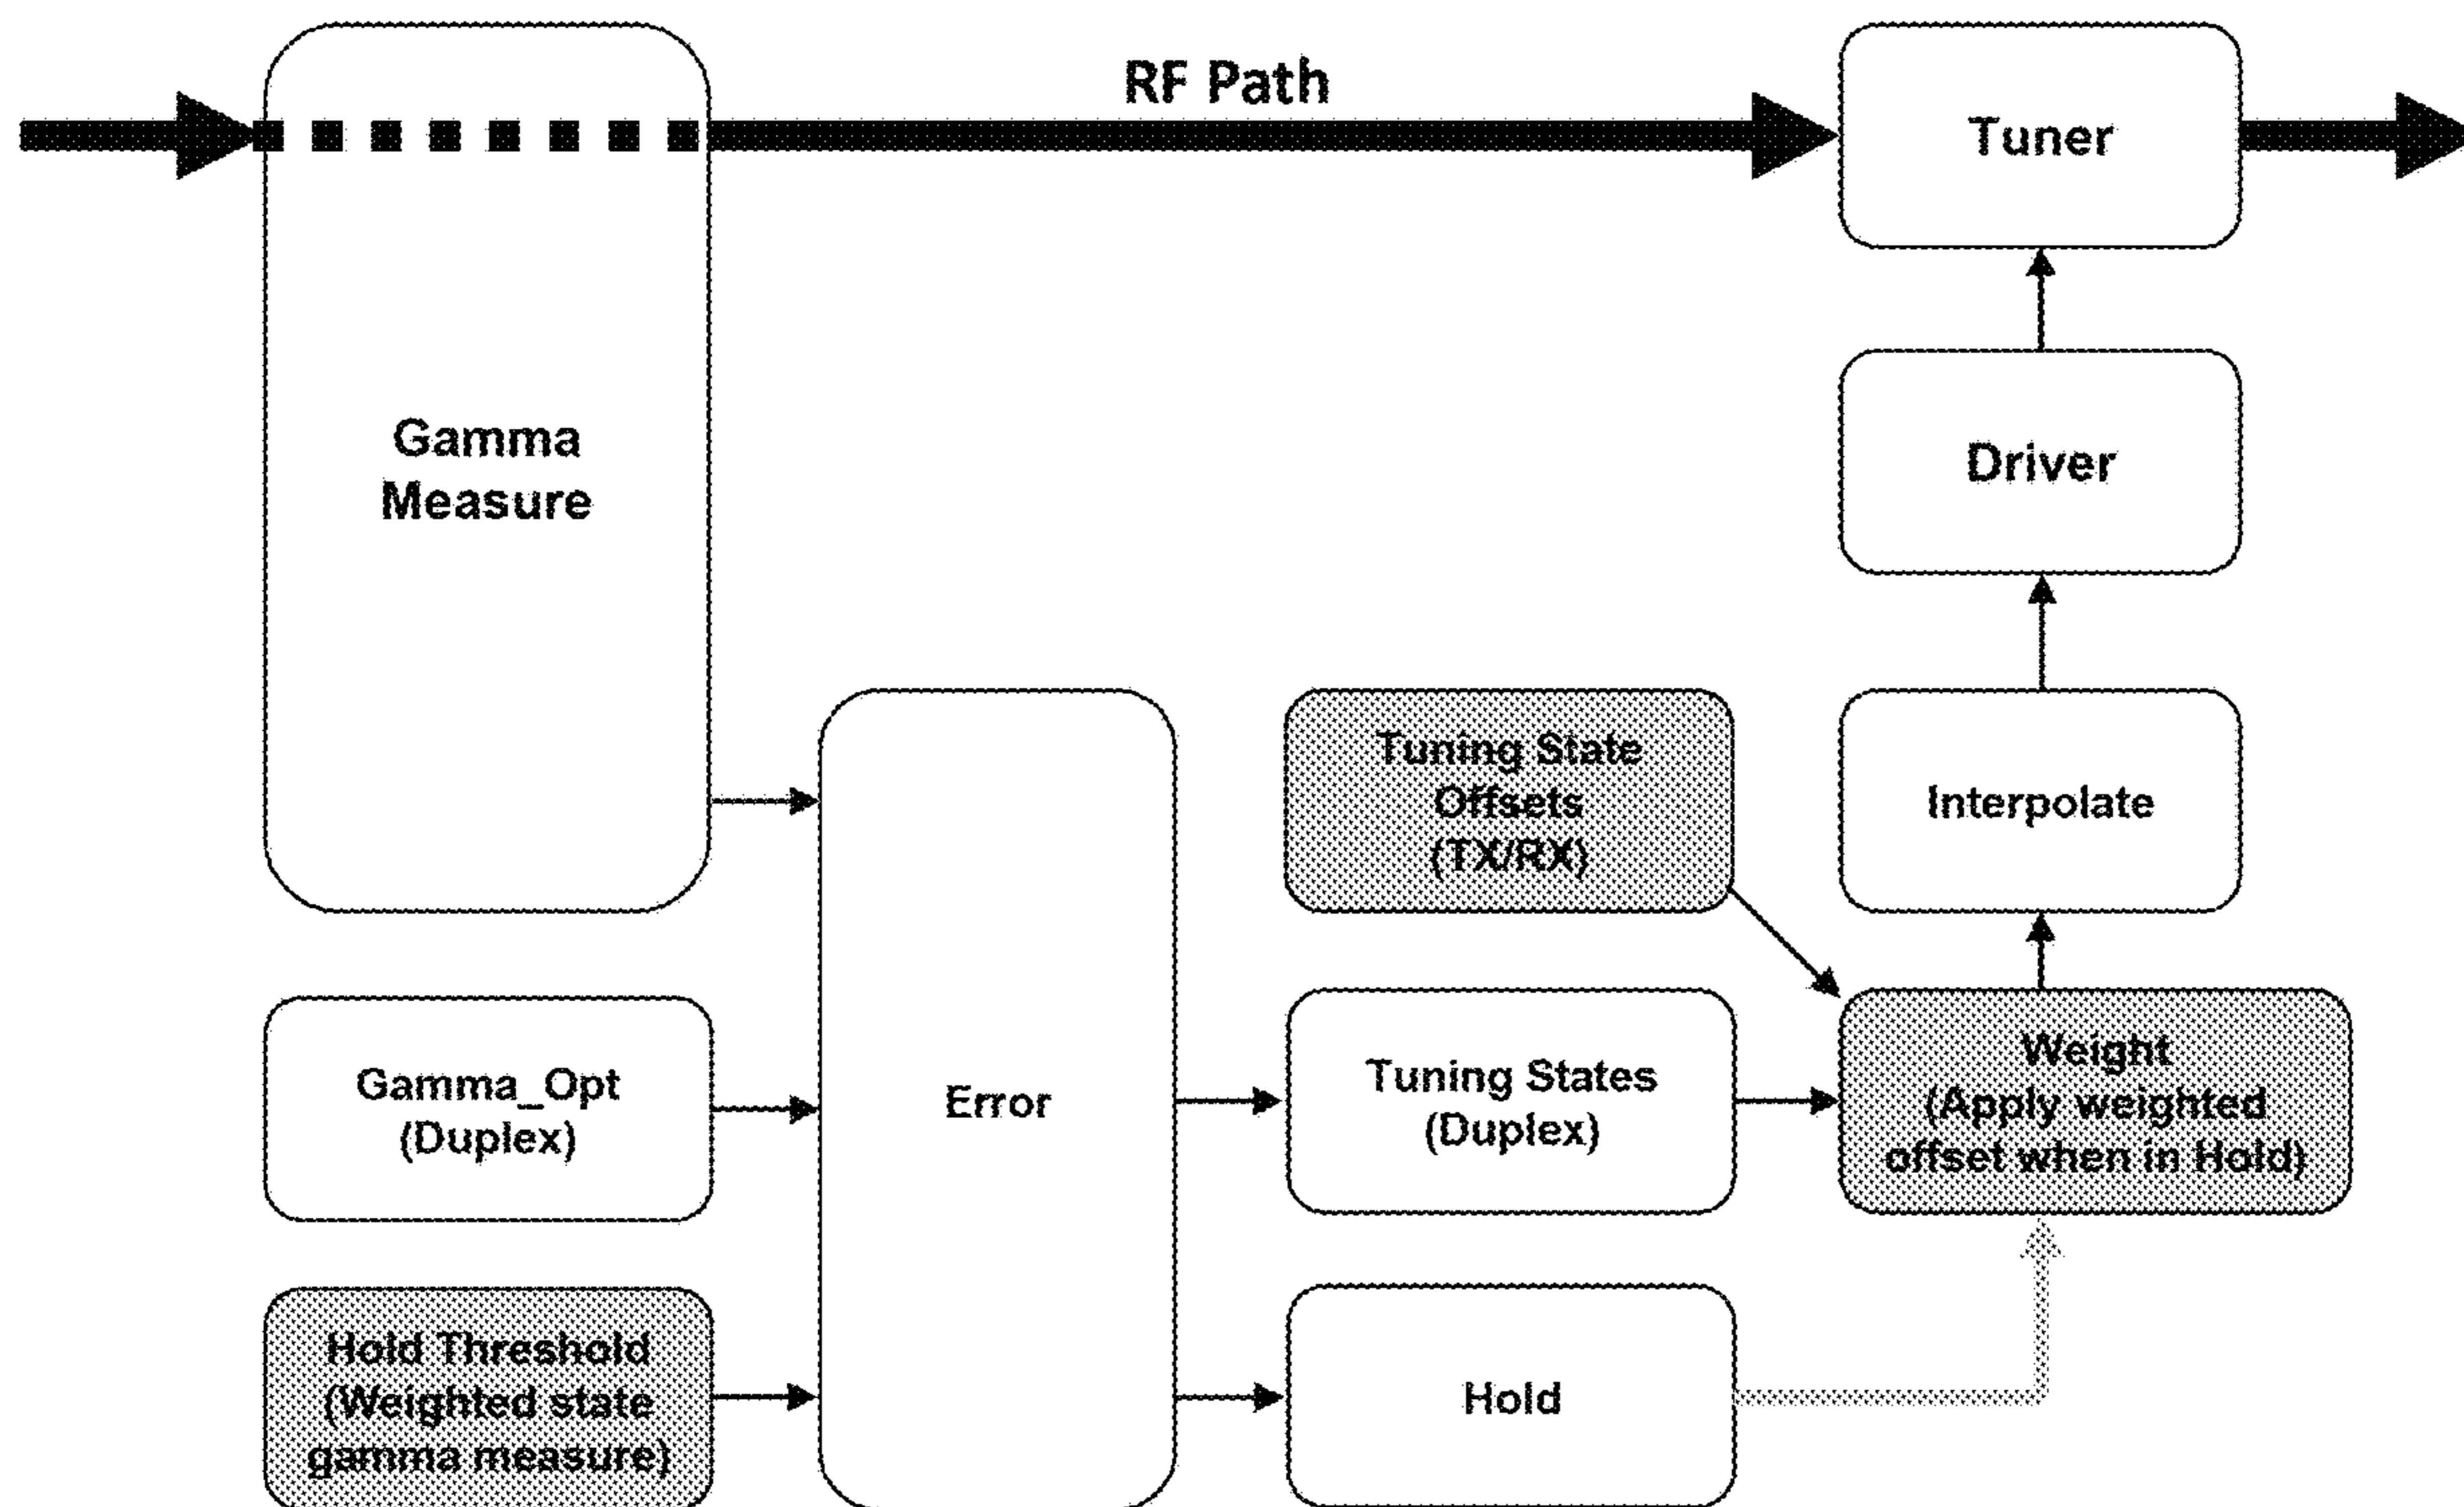 RF Path
Tuner
Gamma
Measure
Driver
Tuning State
Offsets
(TX/RX)
Interpolate
Gamma_Opt
(Duplex)
Error
Tuning States
(Duplex)
Weight
(Apply weighted
offset when in Hold)
Hold Threshold
(Weighted state
gamma measure)
Hold